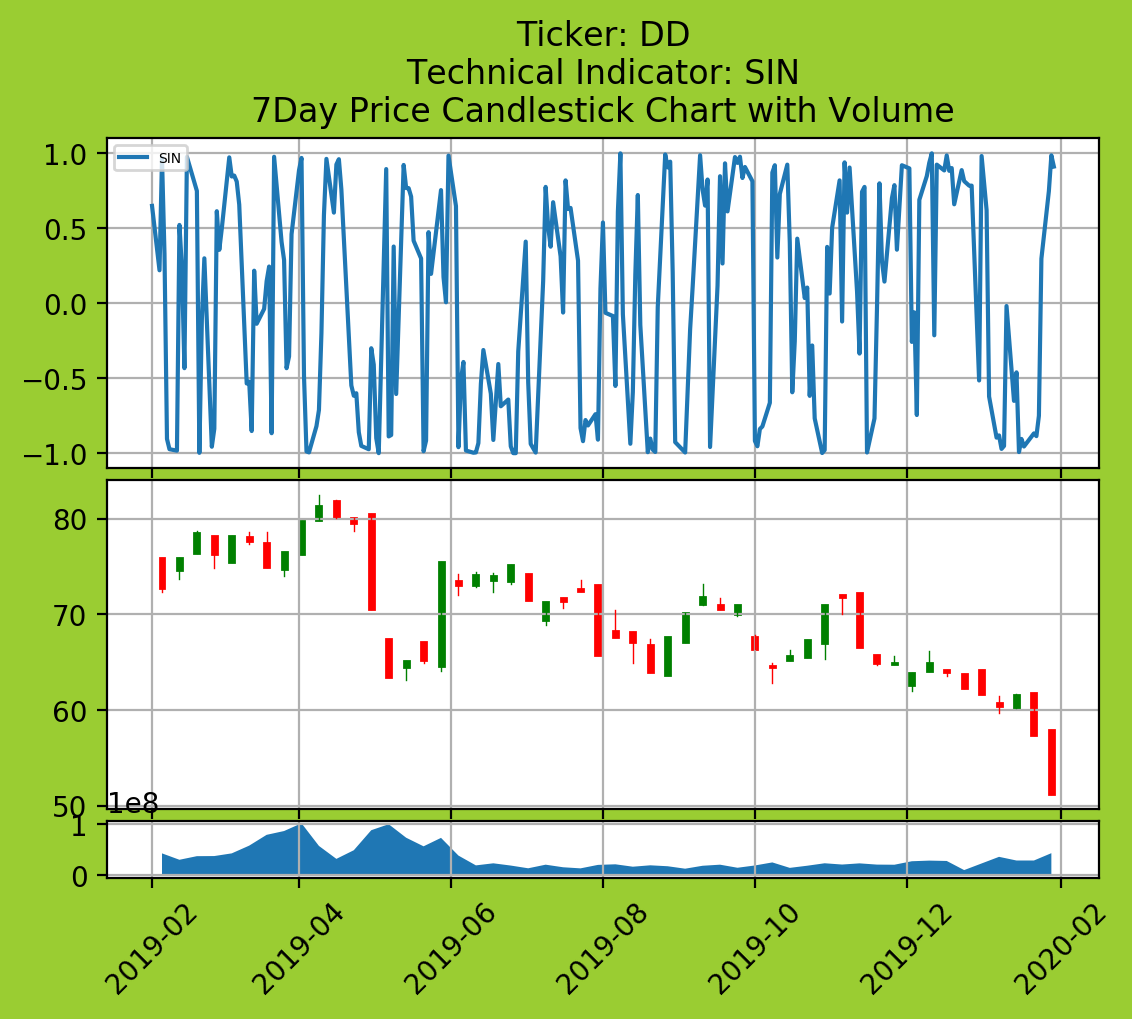 Ticker: DD
Technical Indicator: SIN
7Day Price Candlestick Chart with Volume
SIN
1.0
0.5
0.0
−0.5
−1.0
80
70
60
50
1e8
1
0
2019-02 2019-04 2019-06 2019-08 2019-10 2019-12 2020-02